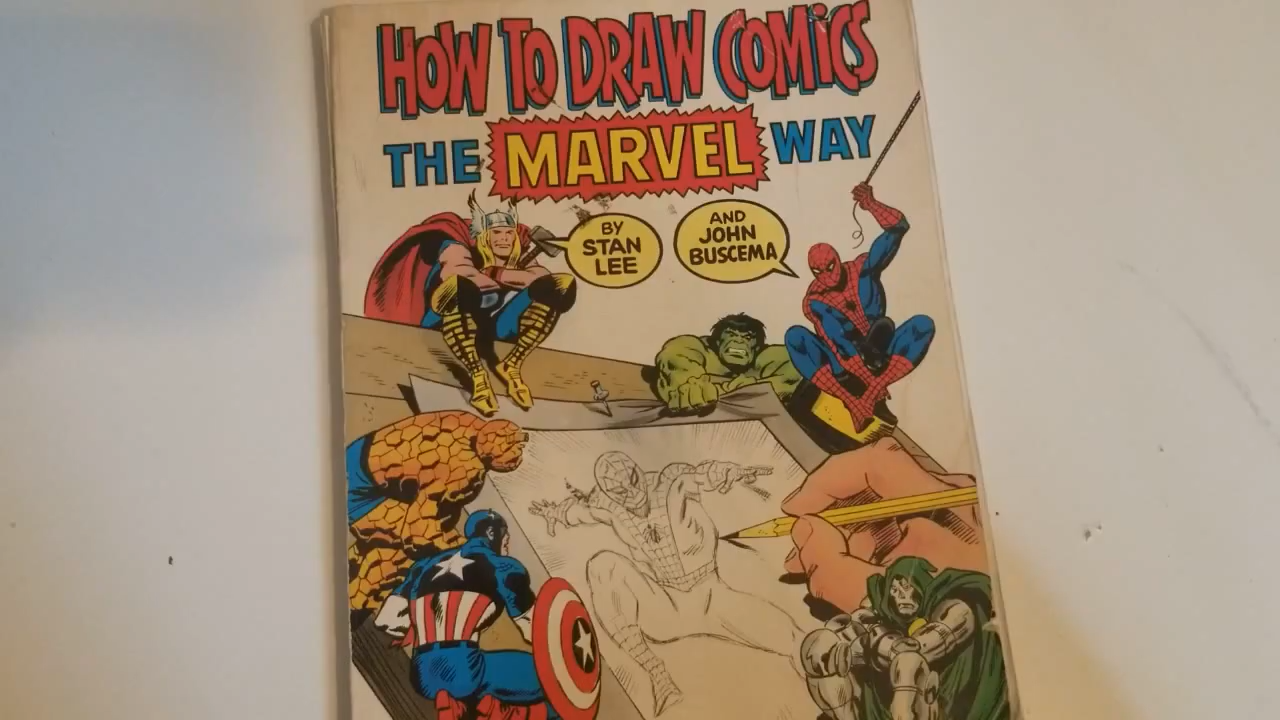 HOW TO DRAW COMICS
THE MARVEL WAY
BY
STAN
LEE
AND
JOHN
BUSCEMA